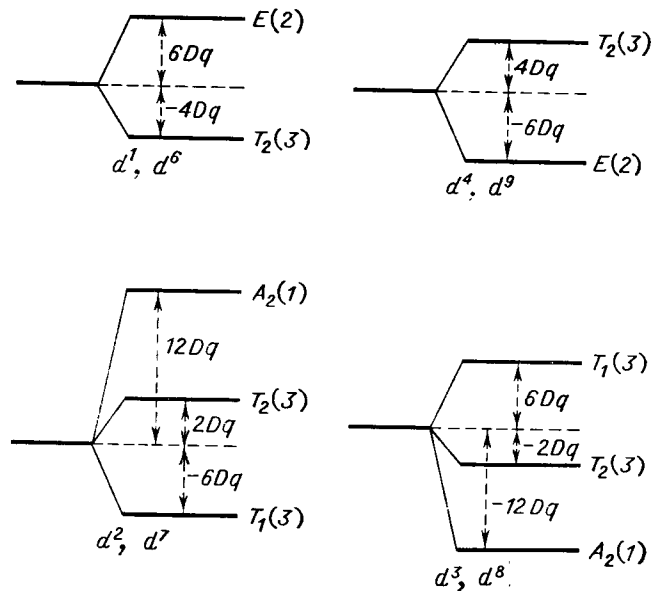 E(2)
6Dq
-4Dq
T₂(3)
d¹, d⁶
T₂(3)
4Dq
-6Dq
E(2)
d⁴, d⁹
A₂(1)
12Dq
T₂(3)
2Dq
-6Dq
T₁(3)
d², d⁷
T₁(3)
6Dq
-2Dq
T₂(3)
-12Dq
A₂(1)
d³, d⁸